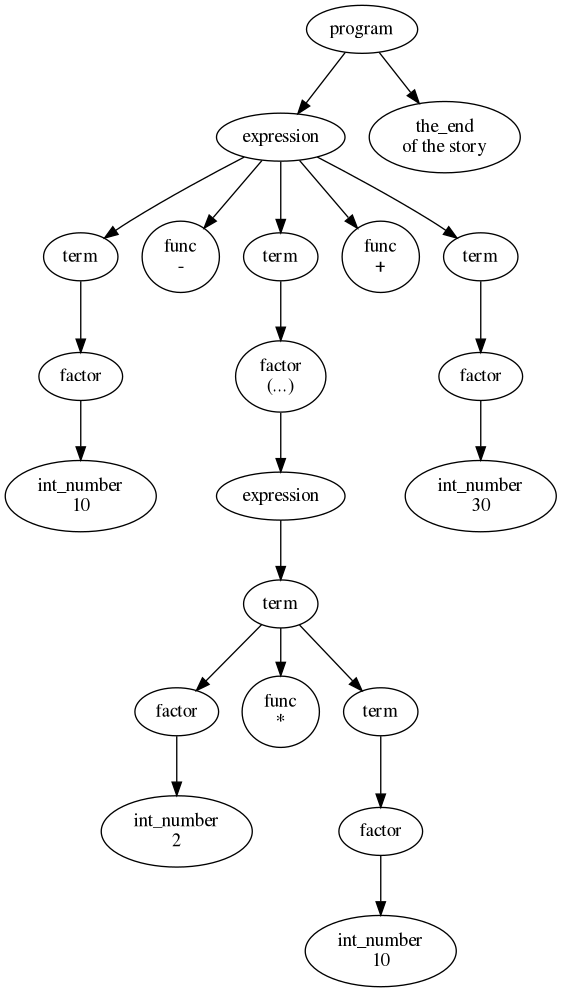 program
expression
the_end
of the story
term
func
-
term
func
+
term
factor
factor
(...)
factor
int_number
10
expression
int_number
30
term
factor
func
*
term
int_number
2
factor
int_number
10